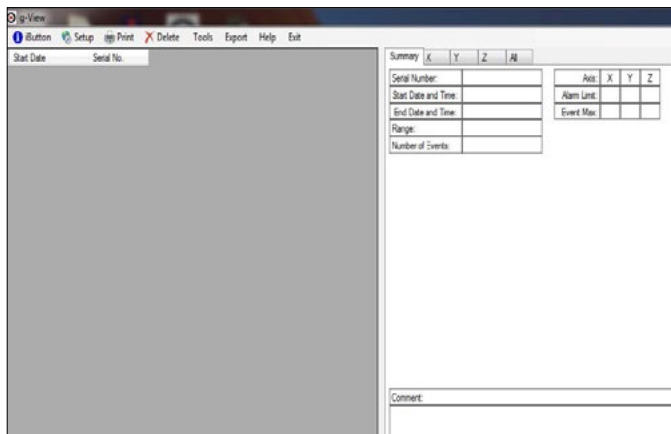 g-View
iButton Setup Print Delete Tools Export Help Exit
Start Date Serial No.
Summary X Y Z All
Serial Number:
Start Date and Time:
End Date and Time:
Range:
Number of Events:
Axis: X Y Z
Alarm Limit:
Event Max:
Comment: